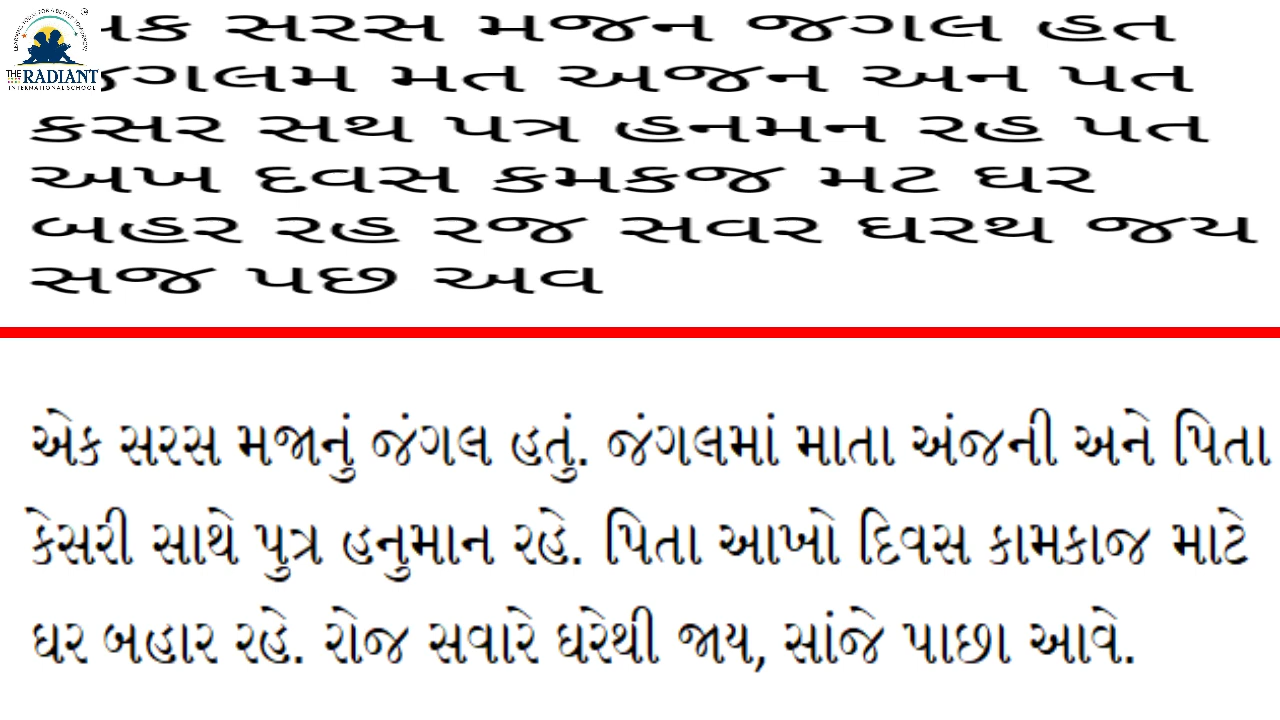 THE RADIANT
INTERNATIONAL SCHOOL
સરસ મજન જગલ હત
જગલમ મત અજન અન પત
કસર સથ પત્ર હનમન રહ પત
અખ દવસ કમકજ મટ ઘર
બહર રહ રજ સવર ઘરથ જય
સજ પછ અવ
એક સરસ મજાનું જંગલ હતું. જંગલમાં માતા અંજની અને પિતા
કેસરી સાથે પુત્ર હનુમાન રહે. પિતા આખો દિવસ કામકાજ માટે
ઘર બહાર રહે. રોજ સવારે ઘરેથી જાય, સાંજે પાછા આવે.